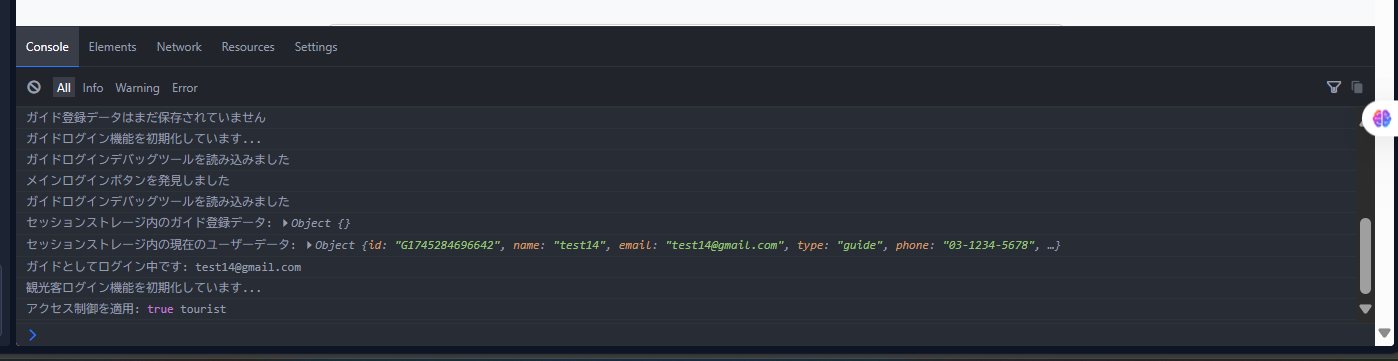 Console Elements Network Resources Settings
All Info Warning Error
ガイド登録データはまだ保存されていません
ガイドログイン機能を初期化しています...
ガイドログインデバッグツールを読み込みました
メインログインボタンを発見しました
ガイドログインデバッグツールを読み込みました
セッションストレージ内のガイド登録データ: ▶Object {}
セッションストレージ内の現在のユーザーデータ: ▶Object {id: "G1745284696642", name: "test14", email: "test14@gmail.com", type: "guide", phone: "03-1234-5678", …}
ガイドとしてログイン中です: test14@gmail.com
観光客ログイン機能を初期化しています...
アクセス制御を適用: true tourist